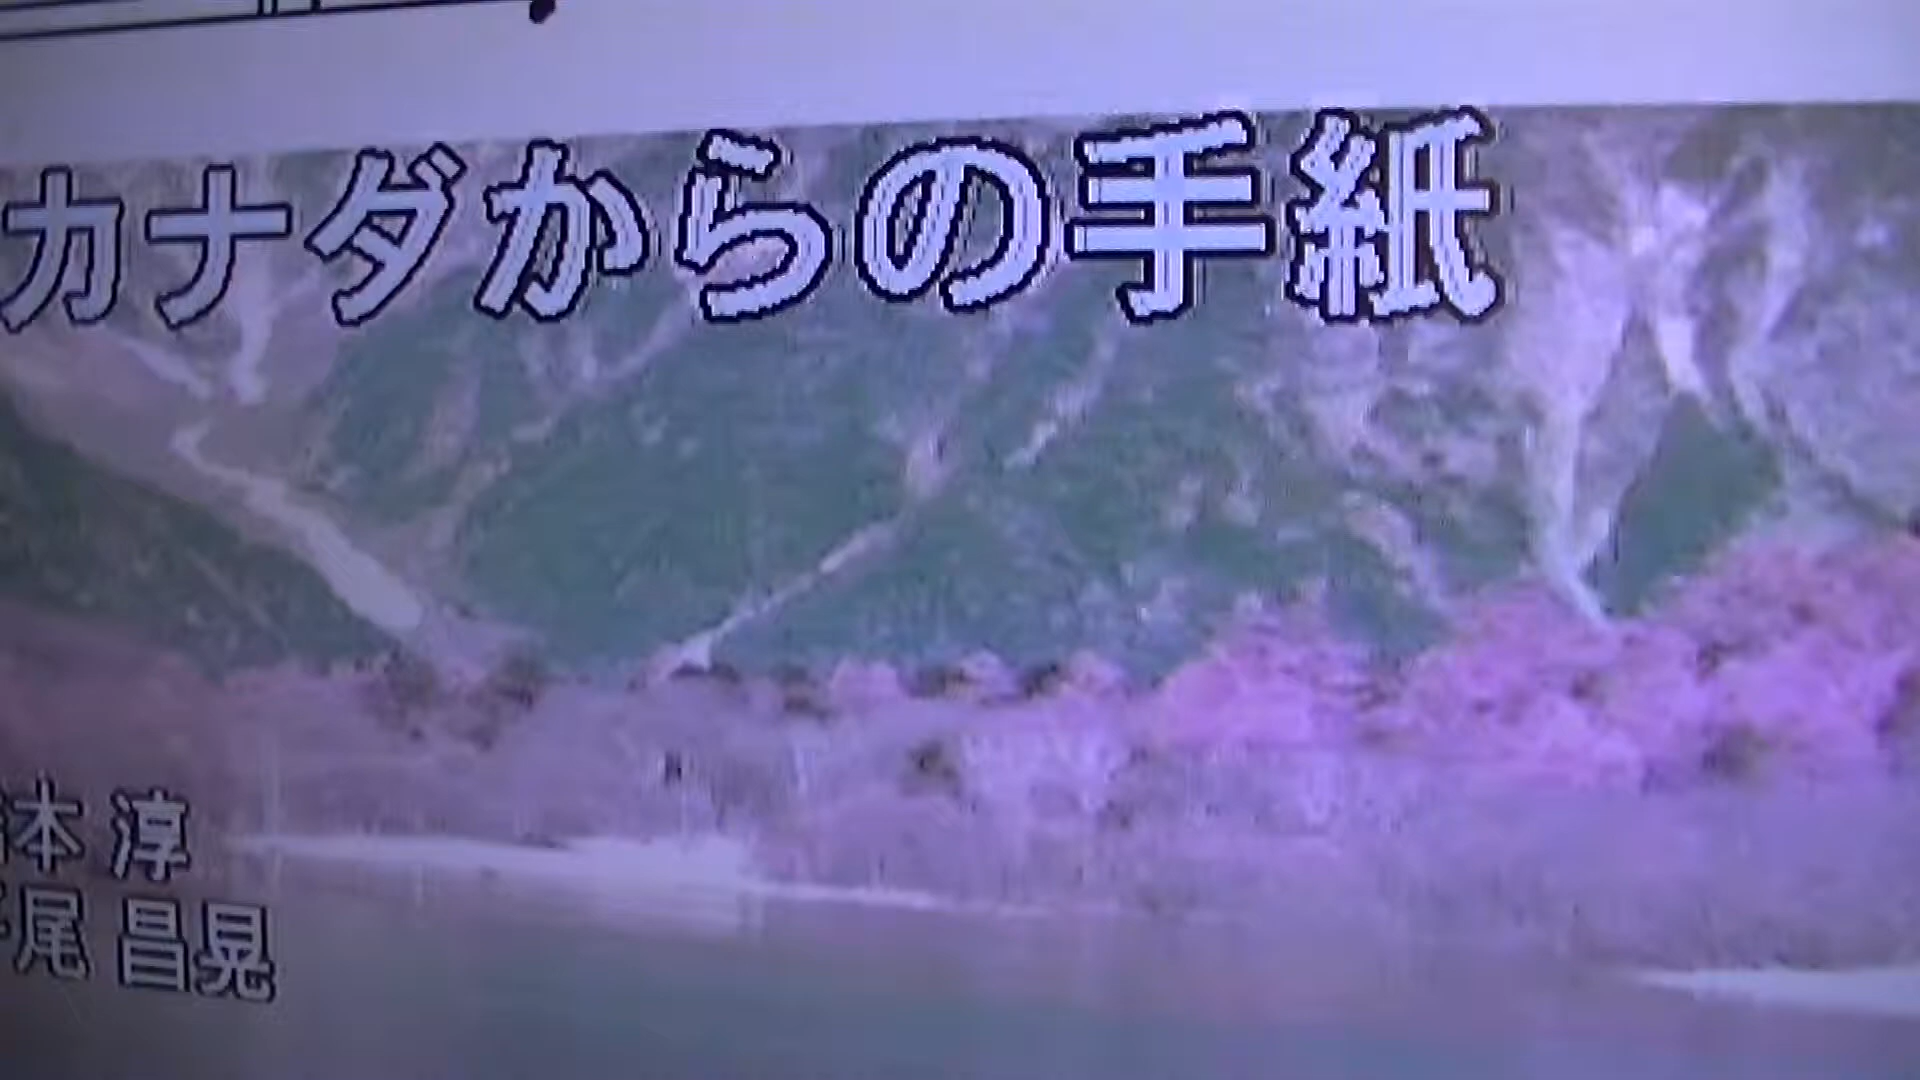 カナダからの手紙
本 淳
尾 昌晃